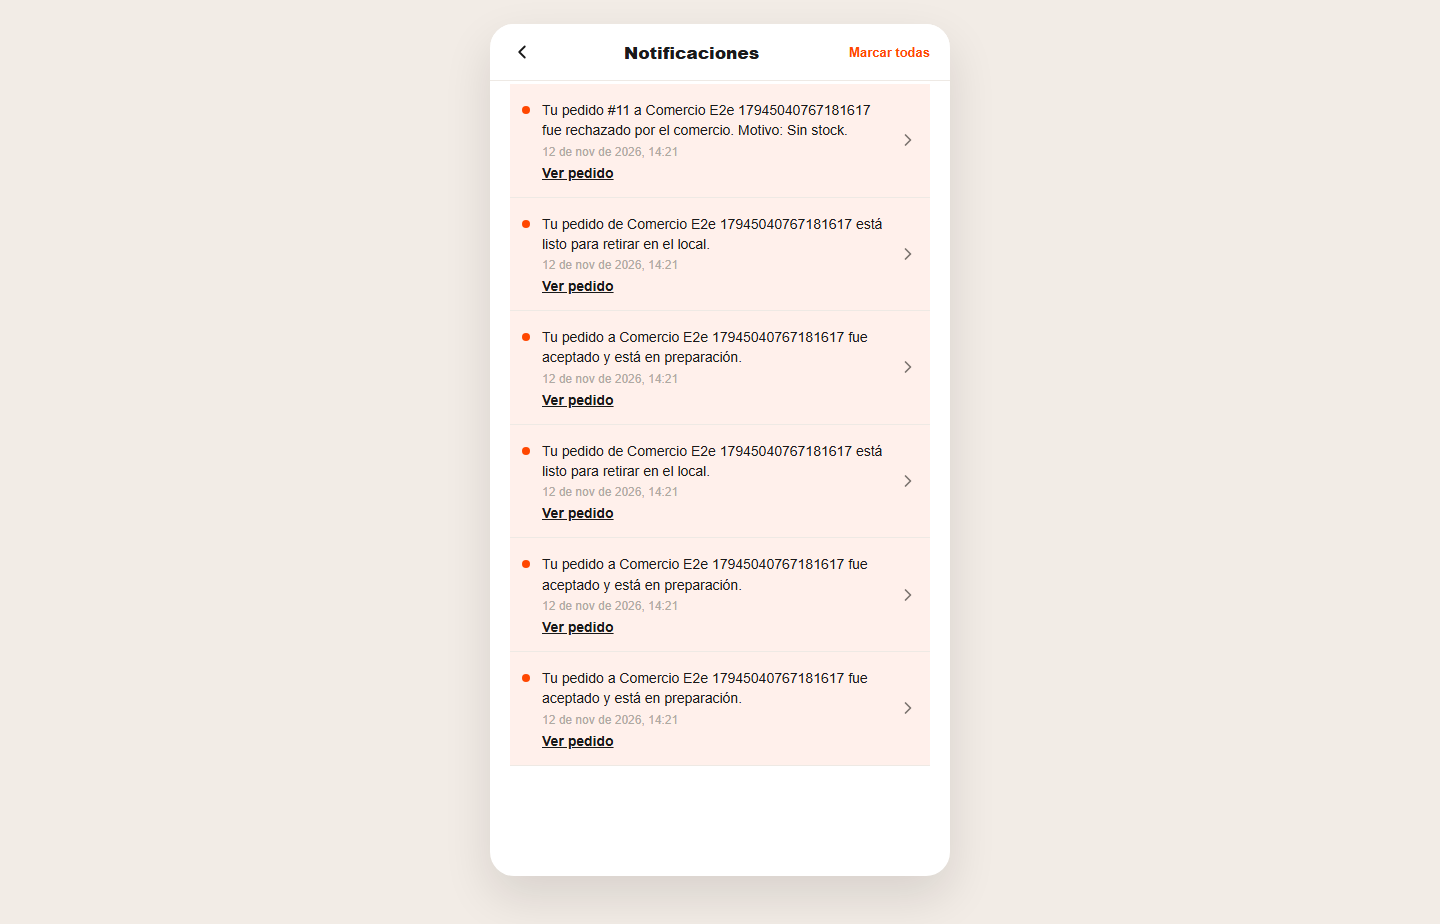 Notificaciones
Marcar todas
Tu pedido #11 a Comercio E2e 17945040767181617
fue rechazado por el comercio. Motivo: Sin stock.
12 de nov de 2026, 14:21
Ver pedido
Tu pedido de Comercio E2e 17945040767181617 está
listo para retirar en el local.
12 de nov de 2026, 14:21
Ver pedido
Tu pedido a Comercio E2e 17945040767181617 fue
aceptado y está en preparación.
12 de nov de 2026, 14:21
Ver pedido
Tu pedido de Comercio E2e 17945040767181617 está
listo para retirar en el local.
12 de nov de 2026, 14:21
Ver pedido
Tu pedido a Comercio E2e 17945040767181617 fue
aceptado y está en preparación.
12 de nov de 2026, 14:21
Ver pedido
Tu pedido a Comercio E2e 17945040767181617 fue
aceptado y está en preparación.
12 de nov de 2026, 14:21
Ver pedido